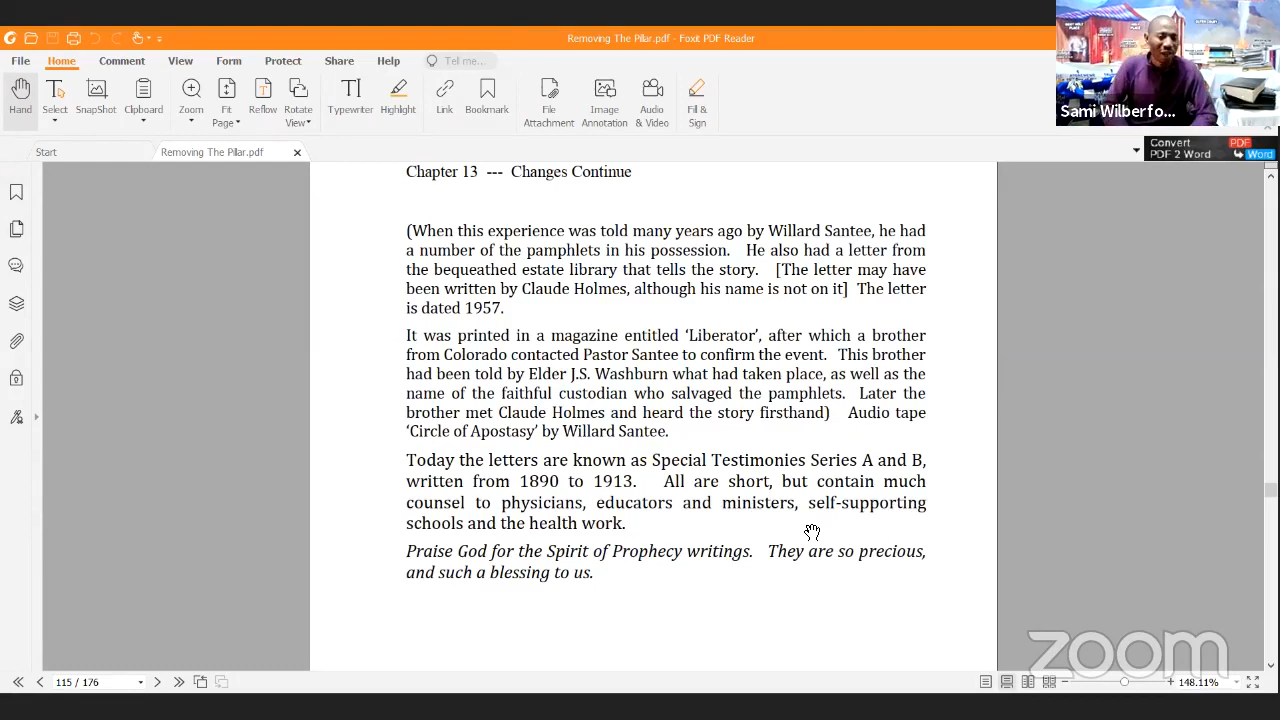 Removing The Pillar.pdf - Foxit PDF Reader
File Home Comment View Form Protect Share Help Tell me...
Hand Select SnapShot Clipboard Zoom Fit Page Reflow Rotate View Typewriter Highlight Link Bookmark File Attachment Image Annotation Audio & Video Fill & Sign
Sami Wilberfo...
Start Removing The Pillar.pdf
Convert PDF
PDF 2 Word Word
Chapter 13 --- Changes Continue
(When this experience was told many years ago by Willard Santee, he had
a number of the pamphlets in his possession. He also had a letter from
the bequeathed estate library that tells the story. [The letter may have
been written by Claude Holmes, although his name is not on it] The letter
is dated 1957.
It was printed in a magazine entitled ‘Liberator’, after which a brother
from Colorado contacted Pastor Santee to confirm the event. This brother
had been told by Elder J.S. Washburn what had taken place, as well as the
name of the faithful custodian who salvaged the pamphlets. Later the
brother met Claude Holmes and heard the story firsthand) Audio tape
‘Circle of Apostasy’ by Willard Santee.
Today the letters are known as Special Testimonies Series A and B,
written from 1890 to 1913. All are short, but contain much
counsel to physicians, educators and ministers, self-supporting
schools and the health work.
Praise God for the Spirit of Prophecy writings. They are so precious,
and such a blessing to us.
zoom
115 / 176 148.11%